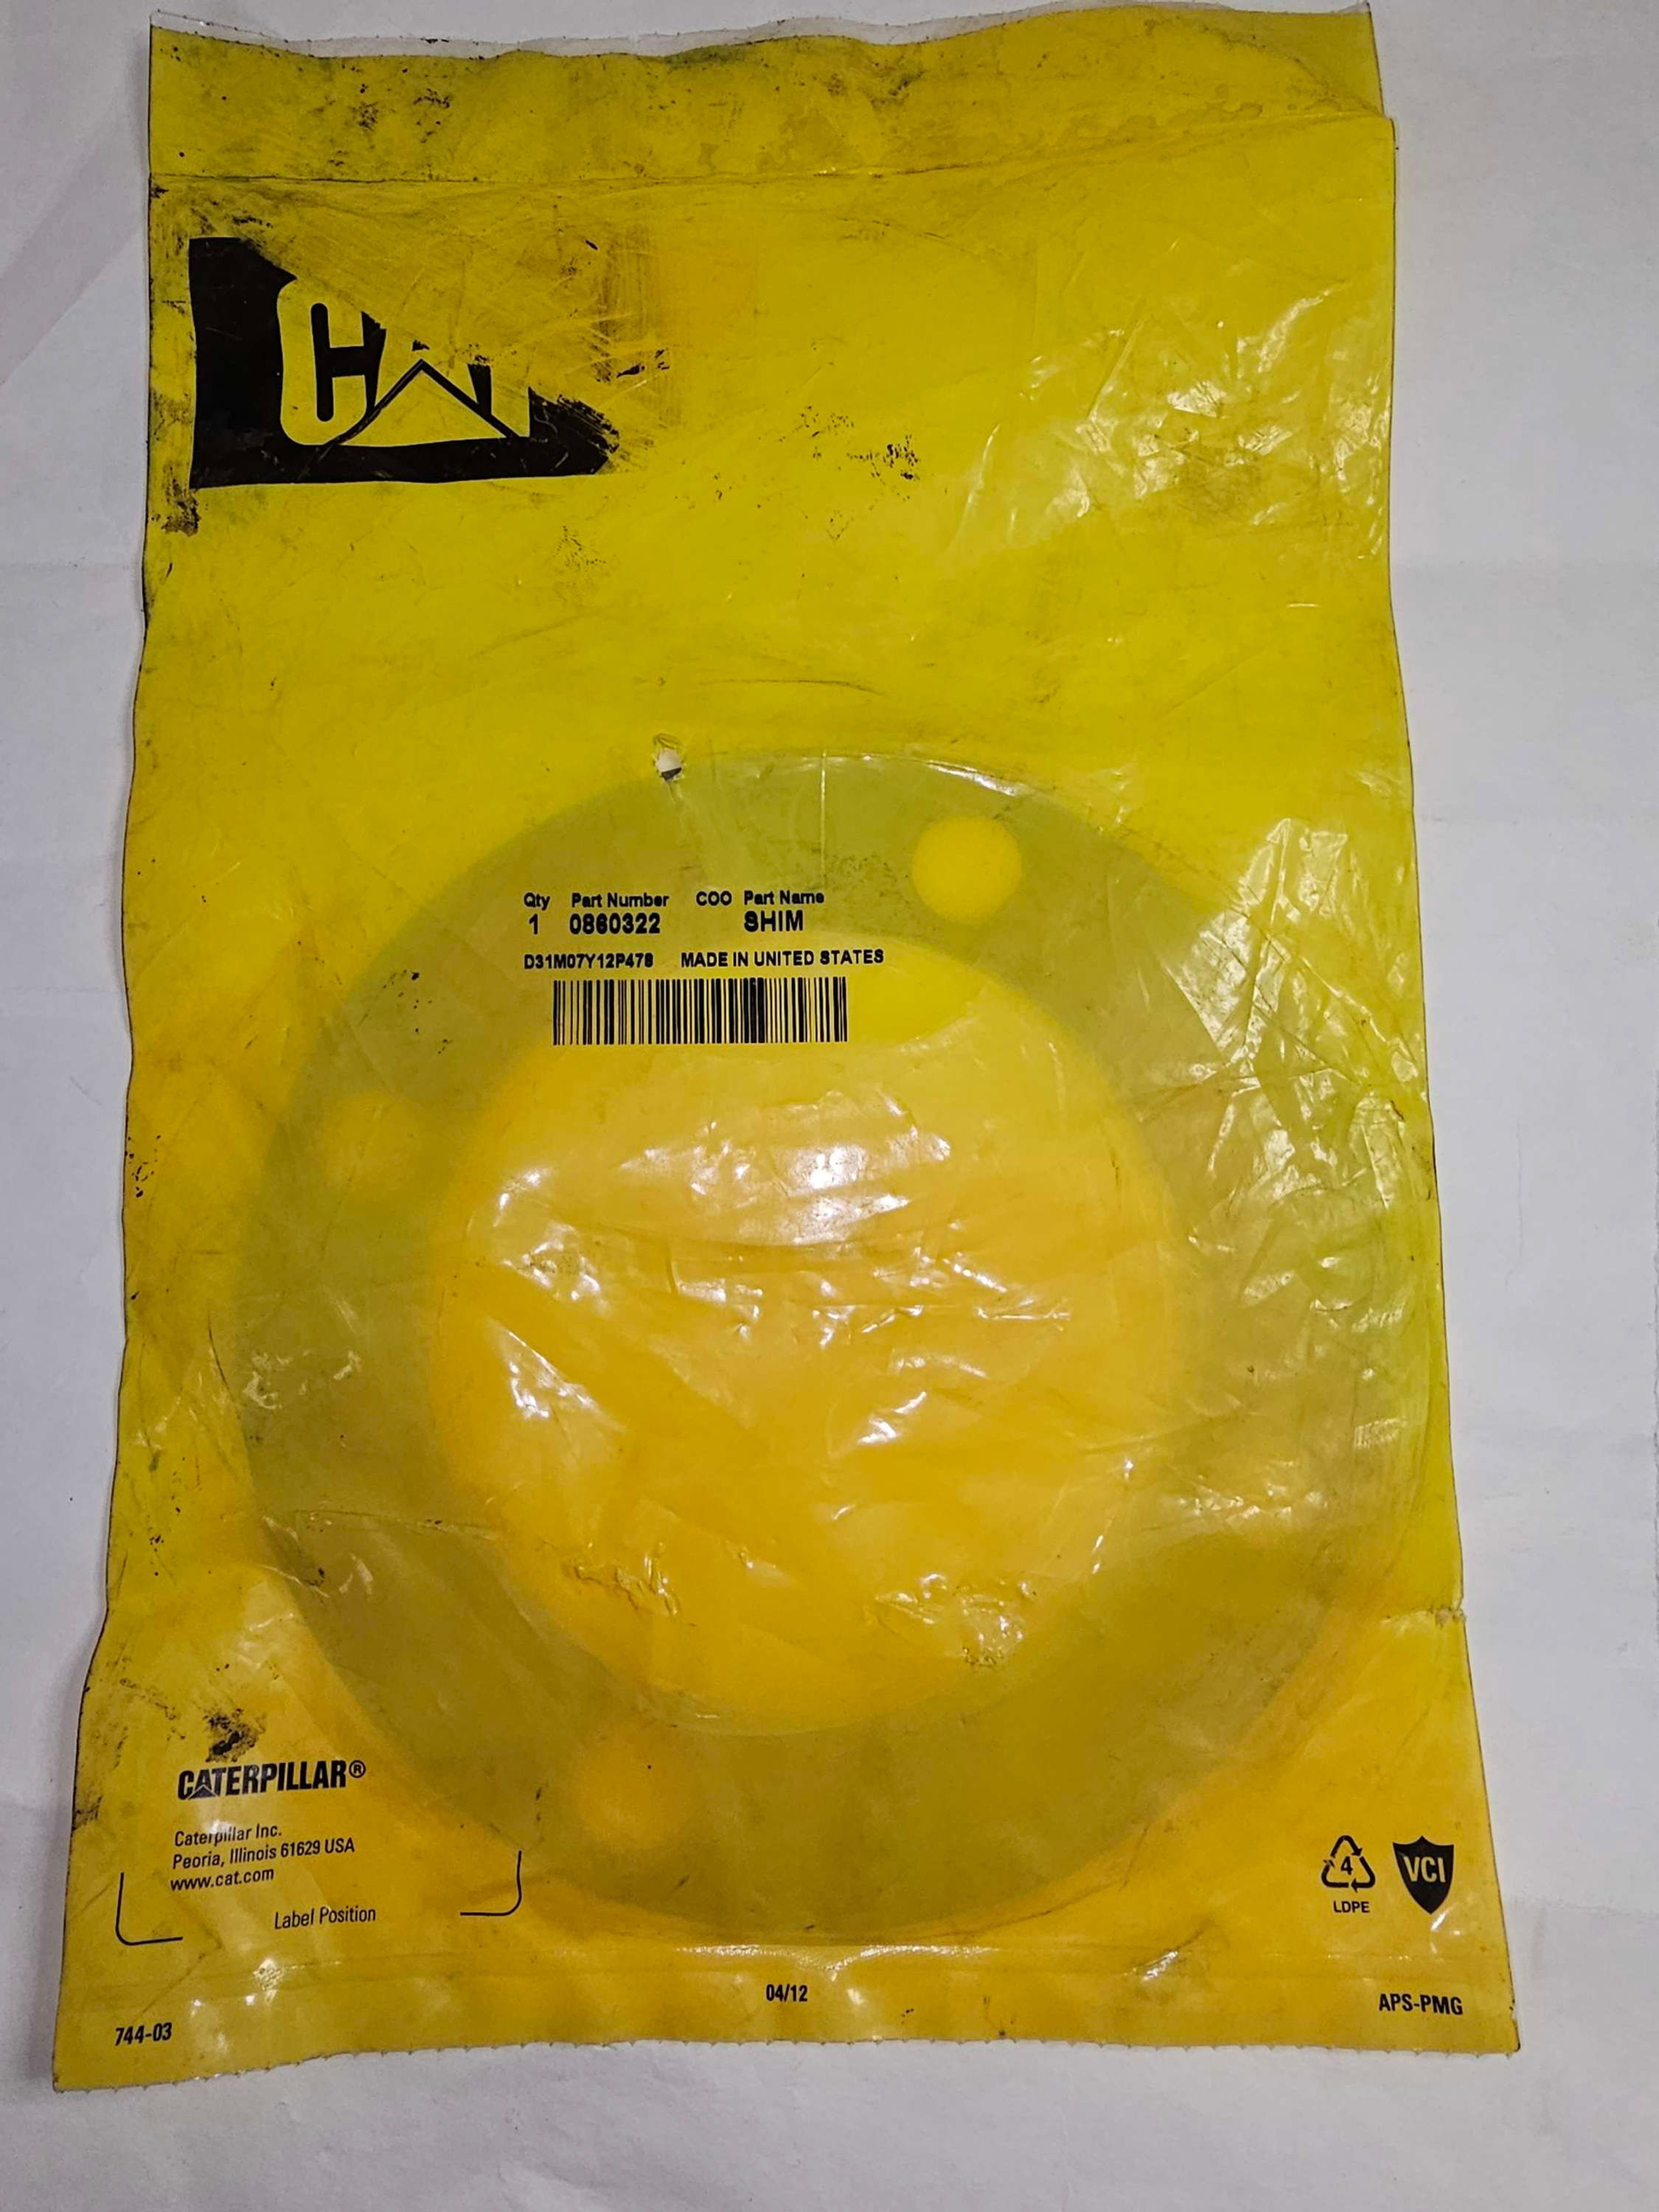 CAT
Qty Part Number COO Part Name
1 0860322 SHIM
D31M07Y12P478 MADE IN UNITED STATES
CATERPILLAR®
Caterpillar Inc.
Peoria, Illinois 61629 USA
www.cat.com
Label Position
4
LDPE
VCI
744-03
04/12
APS-PMG